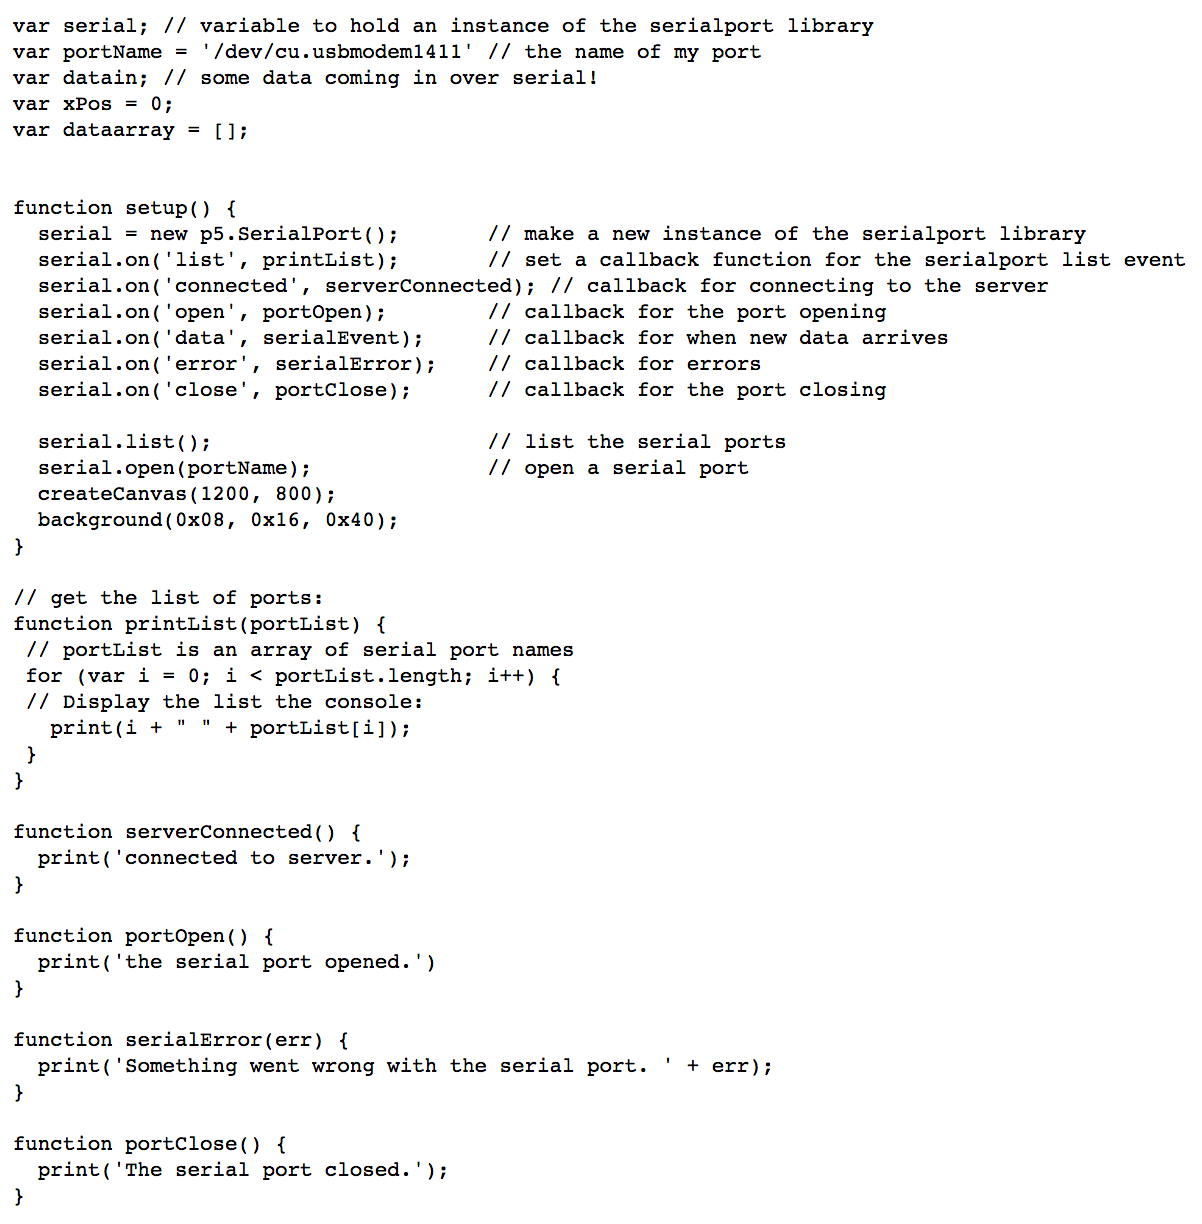 var serial; // variable to hold an instance of the serialport library
var portName = '/dev/cu.usbmodem1411' // the name of my port
var datain; // some data coming in over serial!
var xPos = 0;
var dataarray = [];


function setup() {
  serial = new p5.SerialPort();       // make a new instance of the serialport library
  serial.on('list', printList);       // set a callback function for the serialport list event
  serial.on('connected', serverConnected); // callback for connecting to the server
  serial.on('open', portOpen);        // callback for the port opening
  serial.on('data', serialEvent);     // callback for when new data arrives
  serial.on('error', serialError);    // callback for errors
  serial.on('close', portClose);      // callback for the port closing

  serial.list();                      // list the serial ports
  serial.open(portName);              // open a serial port
  createCanvas(1200, 800);
  background(0x08, 0x16, 0x40);
}

// get the list of ports:
function printList(portList) {
 // portList is an array of serial port names
 for (var i = 0; i < portList.length; i++) {
 // Display the list the console:
   print(i + " " + portList[i]);
 }
}

function serverConnected() {
  print('connected to server.');
}

function portOpen() {
  print('the serial port opened.')
}

function serialError(err) {
  print('Something went wrong with the serial port. ' + err);
}

function portClose() {
  print('The serial port closed.');
}